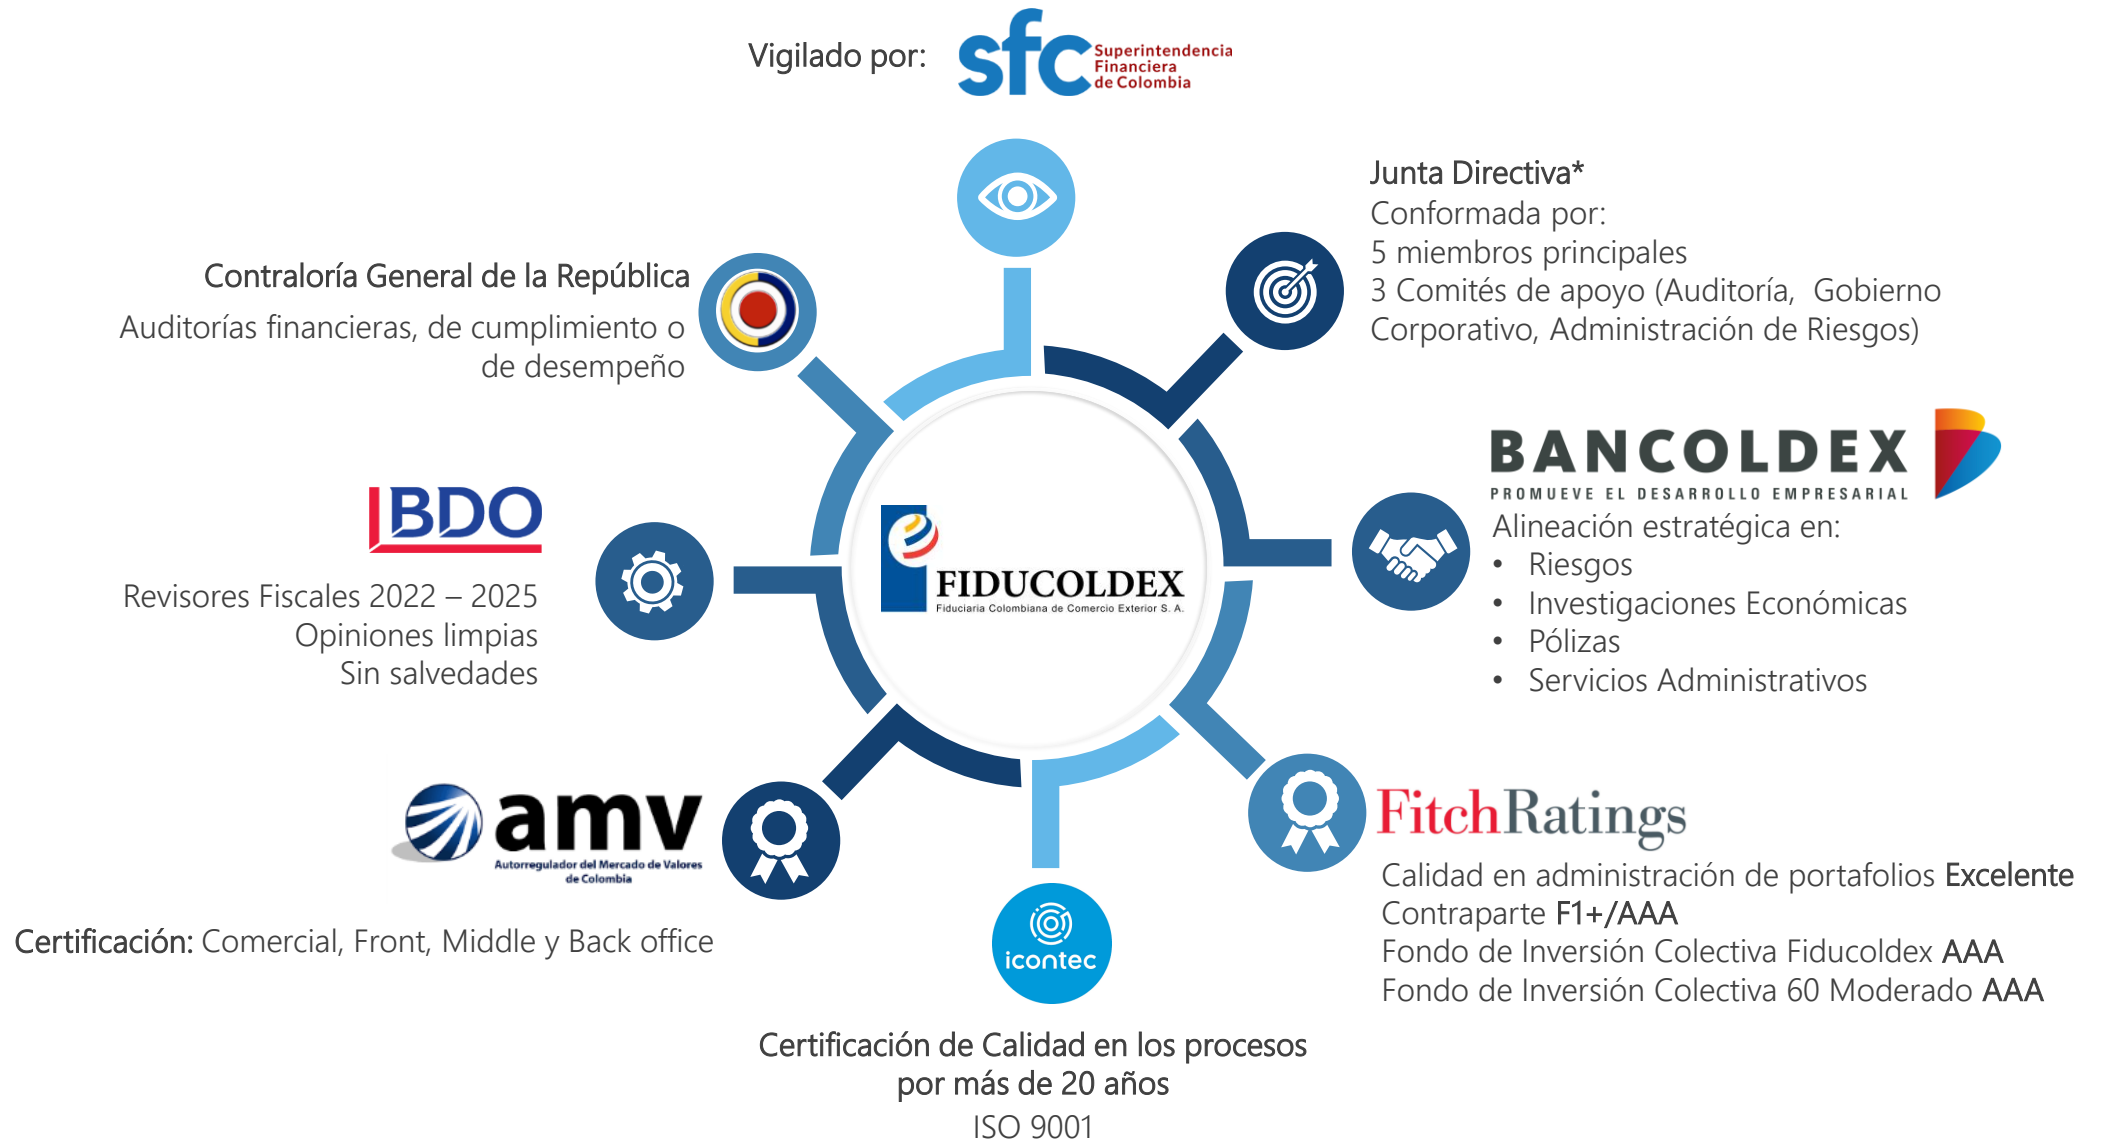 Vigilado por:
sfc
Superintendencia
Financiera
de Colombia
Junta Directiva*
Conformada por:
5 miembros principales
3 Comités de apoyo (Auditoría, Gobierno
Corporativo, Administración de Riesgos)
Contraloría General de la República
Auditorías financieras, de cumplimiento o
de desempeño
BANCOLDEX
PROMUEVE EL DESARROLLO EMPRESARIAL
Alineación estratégica en:
• Riesgos
• Investigaciones Económicas
• Pólizas
• Servicios Administrativos
BDO
Revisores Fiscales 2022 – 2025
Opiniones limpias
Sin salvedades
FIDUCOLDEX
Fiduciaria Colombiana de Comercio Exterior S. A.
amv
Autorregulador del Mercado de Valores
de Colombia
Certificación: Comercial, Front, Middle y Back office
FitchRatings
Calidad en administración de portafolios Excelente
Contraparte F1+/AAA
Fondo de Inversión Colectiva Fiducoldex AAA
Fondo de Inversión Colectiva 60 Moderado AAA
icontec
Certificación de Calidad en los procesos
por más de 20 años
ISO 9001